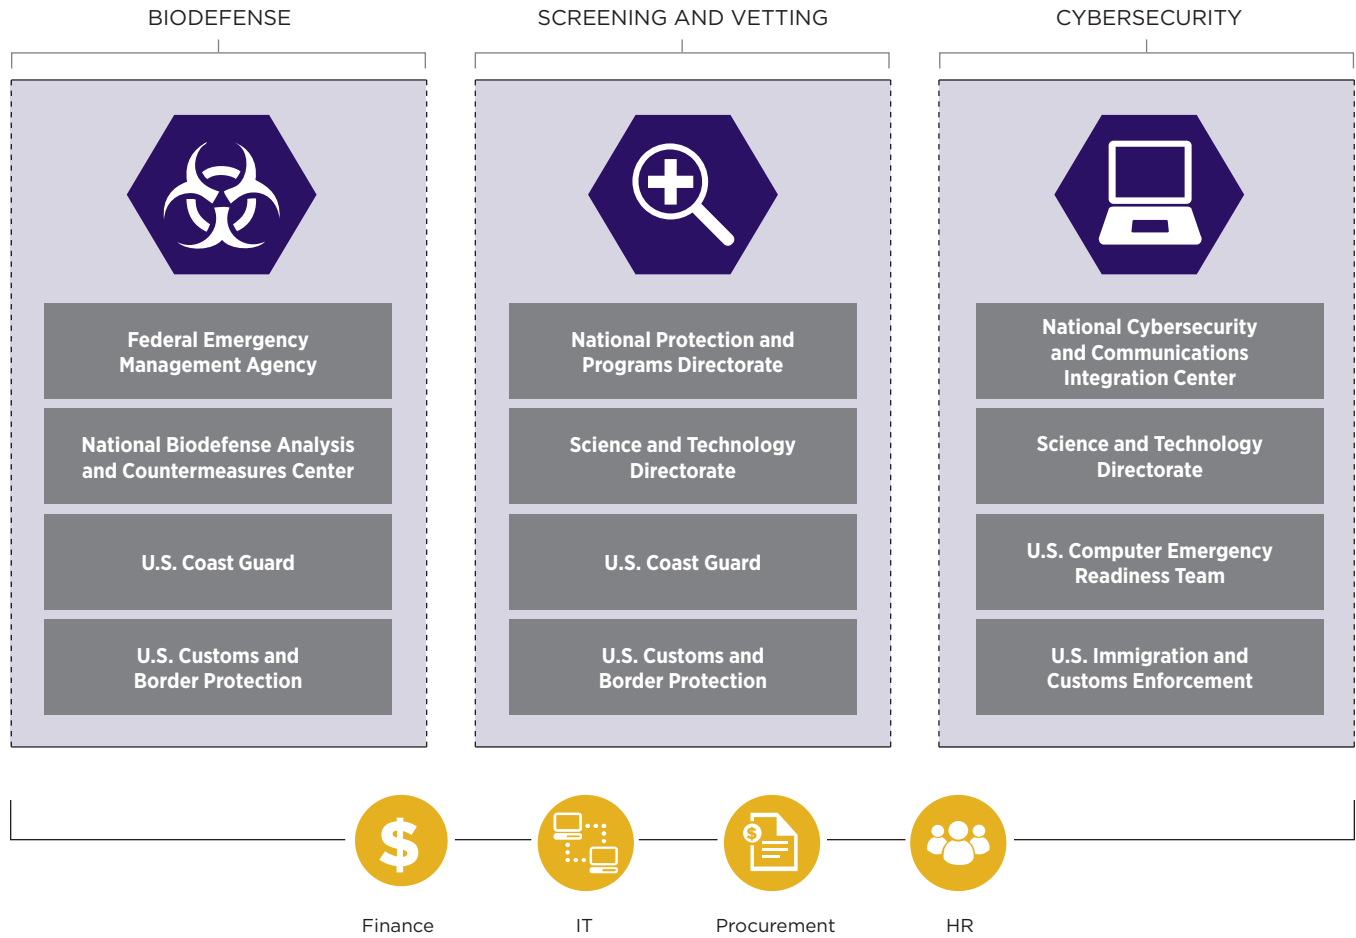 BIODEFENSE
Federal Emergency
Management Agency
National Biodefense Analysis
and Countermeasures Center
U.S. Coast Guard
U.S. Customs and
Border Protection
SCREENING AND VETTING
National Protection and
Programs Directorate
Science and Technology
Directorate
U.S. Coast Guard
U.S. Customs and
Border Protection
CYBERSECURITY
National Cybersecurity
and Communications
Integration Center
Science and Technology
Directorate
U.S. Computer Emergency
Readiness Team
U.S. Immigration and
Customs Enforcement
$
$
Finance
IT
Procurement
HR